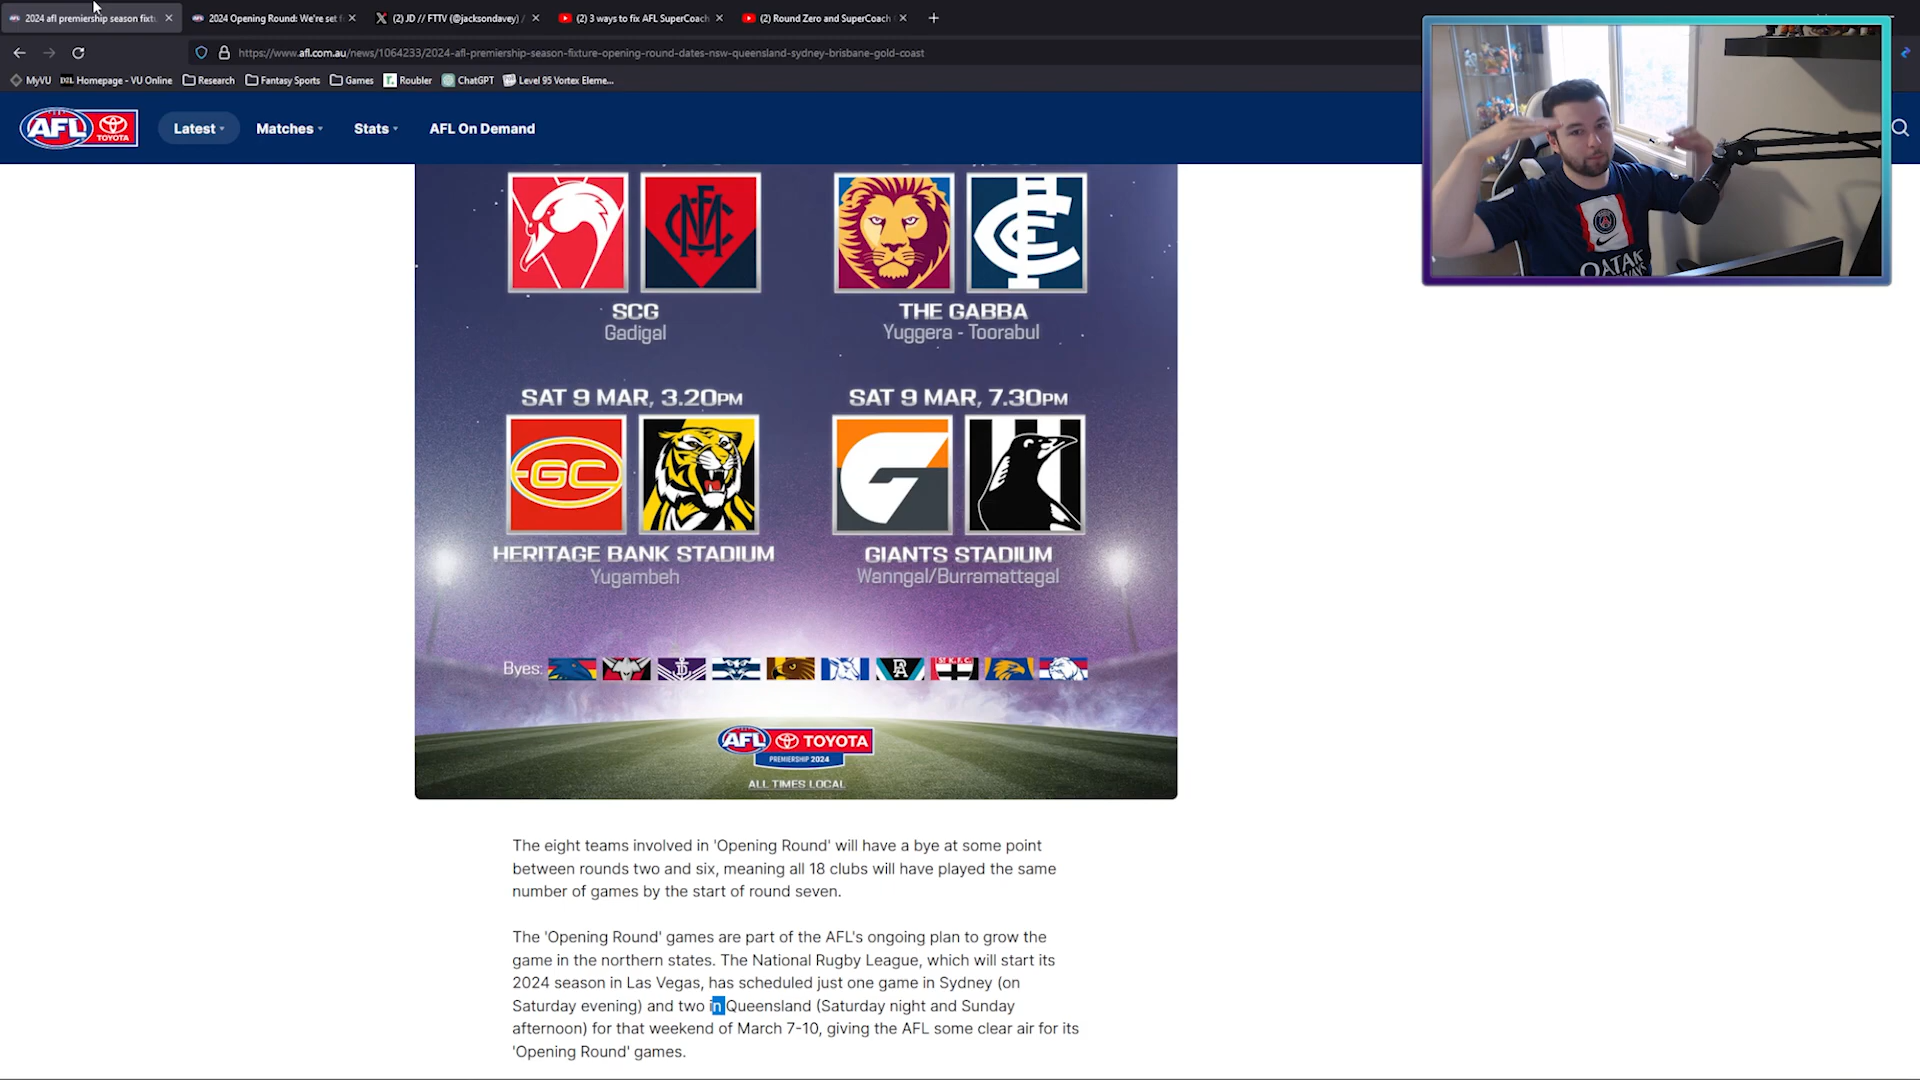 2024 afl premiership season fixtu
2024 Opening Round: We're set f
(2) JD // FTTV (@jacksondavey) /
(2) 3 ways to fix AFL SuperCoach
(2) Round Zero and SuperCoach
https://www.afl.com.au/news/1064233/2024-afl-premiership-season-fixture-opening-round-dates-nsw-queensland-sydney-brisbane-gold-coast
MyVU
D2L Homepage - VU Online
Research
Fantasy Sports
Games
Roubler
ChatGPT
Level 95 Vortex Eleme...
AFL TOYOTA
Latest
Matches
Stats
AFL On Demand
QATAR
SCG
Gadigal
THE GABBA
Yuggera - Toorabul
SAT 9 MAR, 3.20PM
SAT 9 MAR, 7.30PM
GC
HERITAGE BANK STADIUM
Yugambeh
GIANTS STADIUM
Wanngal/Burramattagal
Byes:
AFL TOYOTA
PREMIERSHIP 2024
ALL TIMES LOCAL
The eight teams involved in 'Opening Round' will have a bye at some point
between rounds two and six, meaning all 18 clubs will have played the same
number of games by the start of round seven.
The 'Opening Round' games are part of the AFL's ongoing plan to grow the
game in the northern states. The National Rugby League, which will start its
2024 season in Las Vegas, has scheduled just one game in Sydney (on
Saturday evening) and two in Queensland (Saturday night and Sunday
afternoon) for that weekend of March 7-10, giving the AFL some clear air for its
'Opening Round' games.